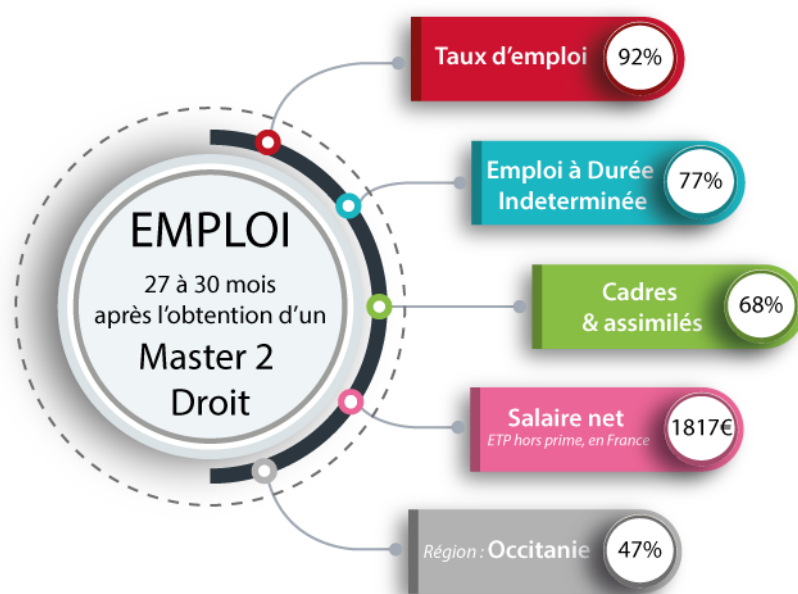 EMPLOI
27 à 30 mois
après l'obtention d'un
Master 2
Droit
Taux d'emploi 92%
Emploi à Durée
Indeterminée
77%
Cadres
& assimilés
68%
Salaire net
ETP hors prime, en France
1817€
Région : Occitanie 47%